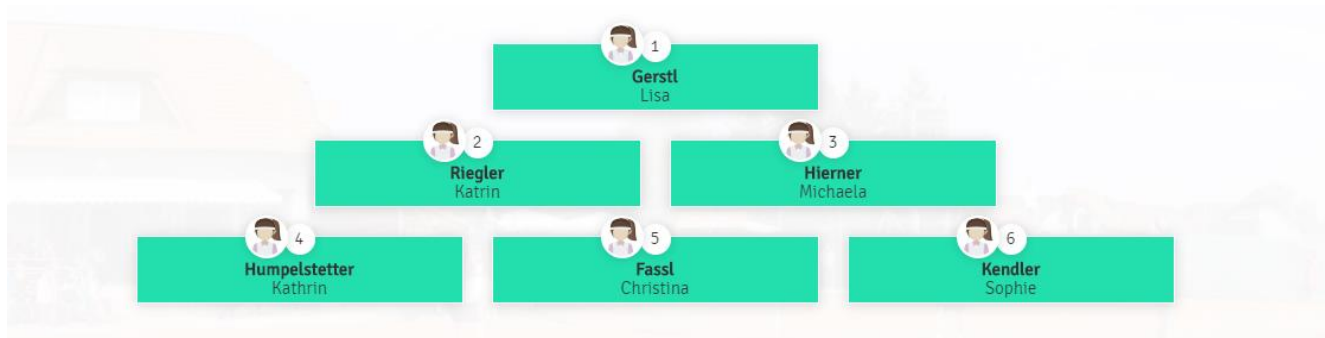 1
Gerstl
Lisa
2
Riegler
Katrin
3
Hierner
Michaela
4
Humpelstetter
Kathrin
5
Fassl
Christina
6
Kendler
Sophie